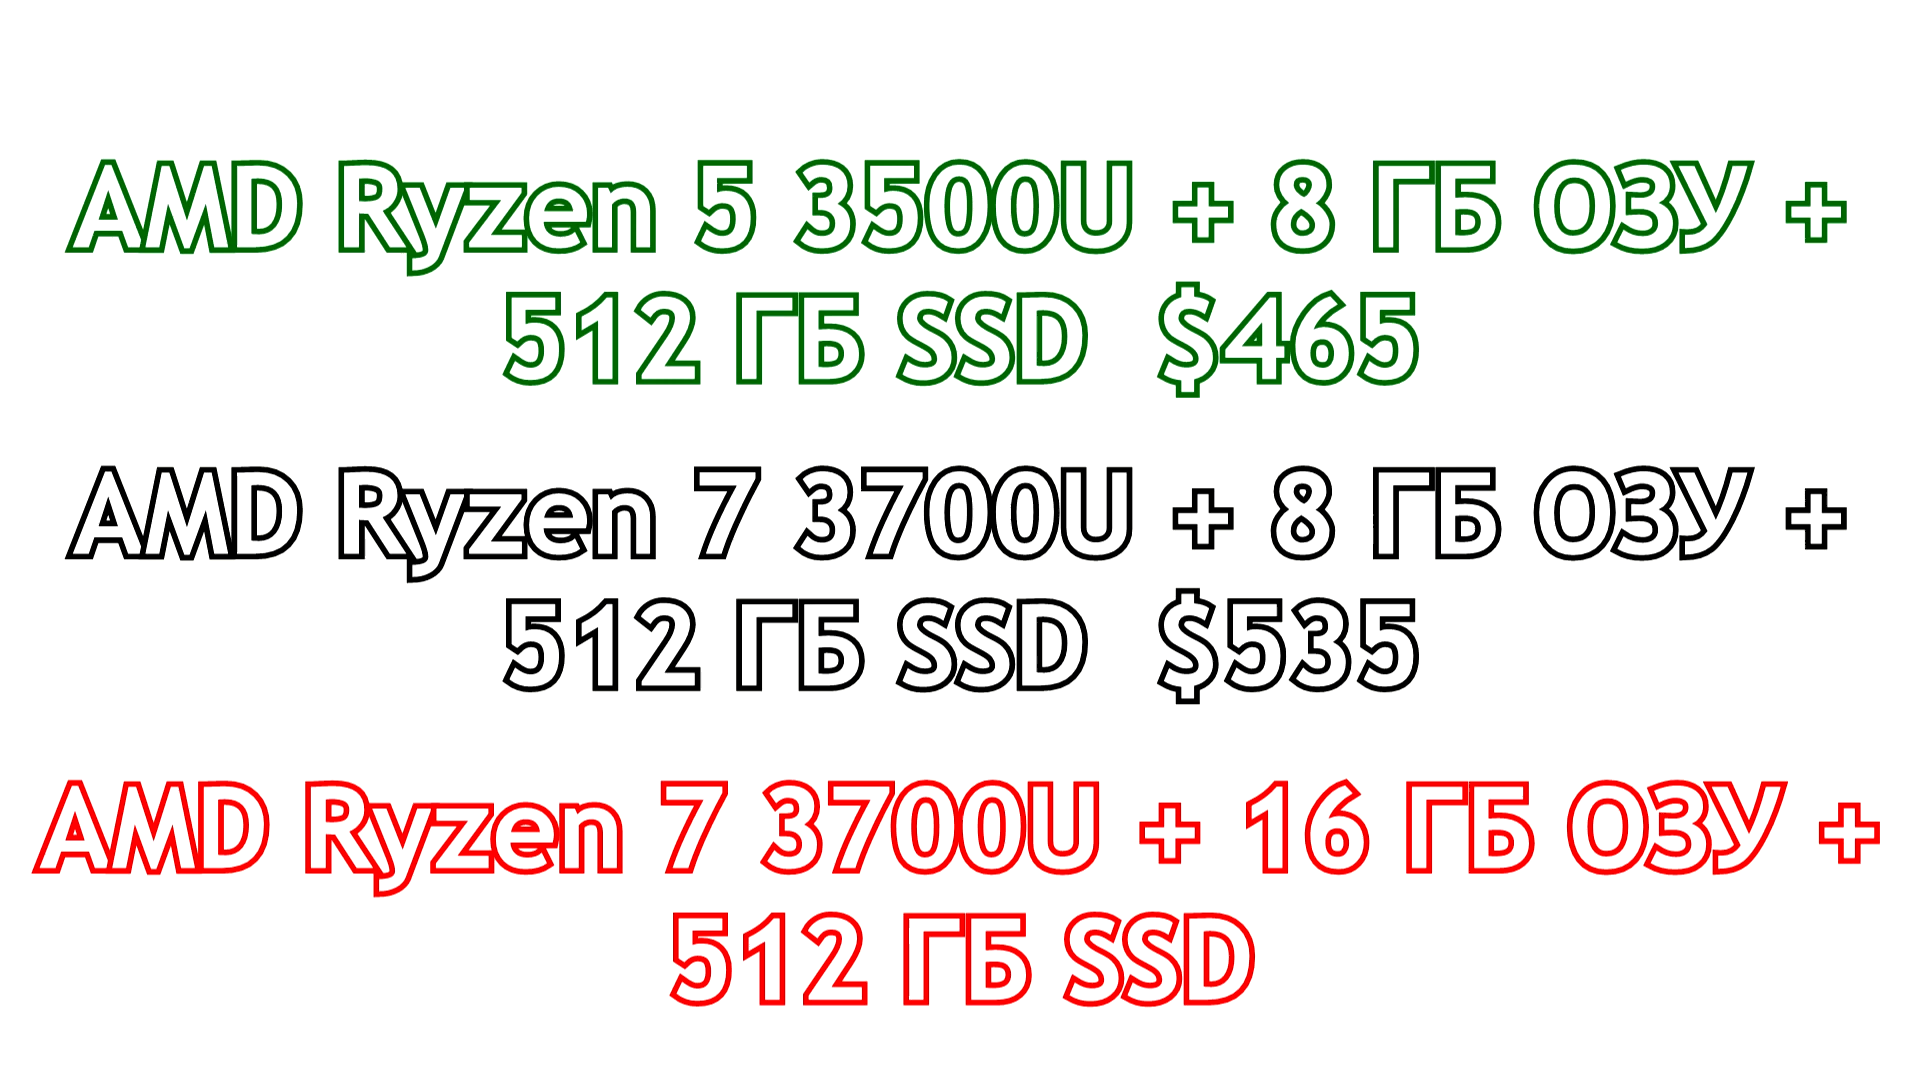 AMD Ryzen 5 3500U + 8 ГБ ОЗУ +
512 ГБ SSD $465
AMD Ryzen 7 3700U + 8 ГБ ОЗУ +
512 ГБ SSD $535
AMD Ryzen 7 3700U + 16 ГБ ОЗУ +
512 ГБ SSD